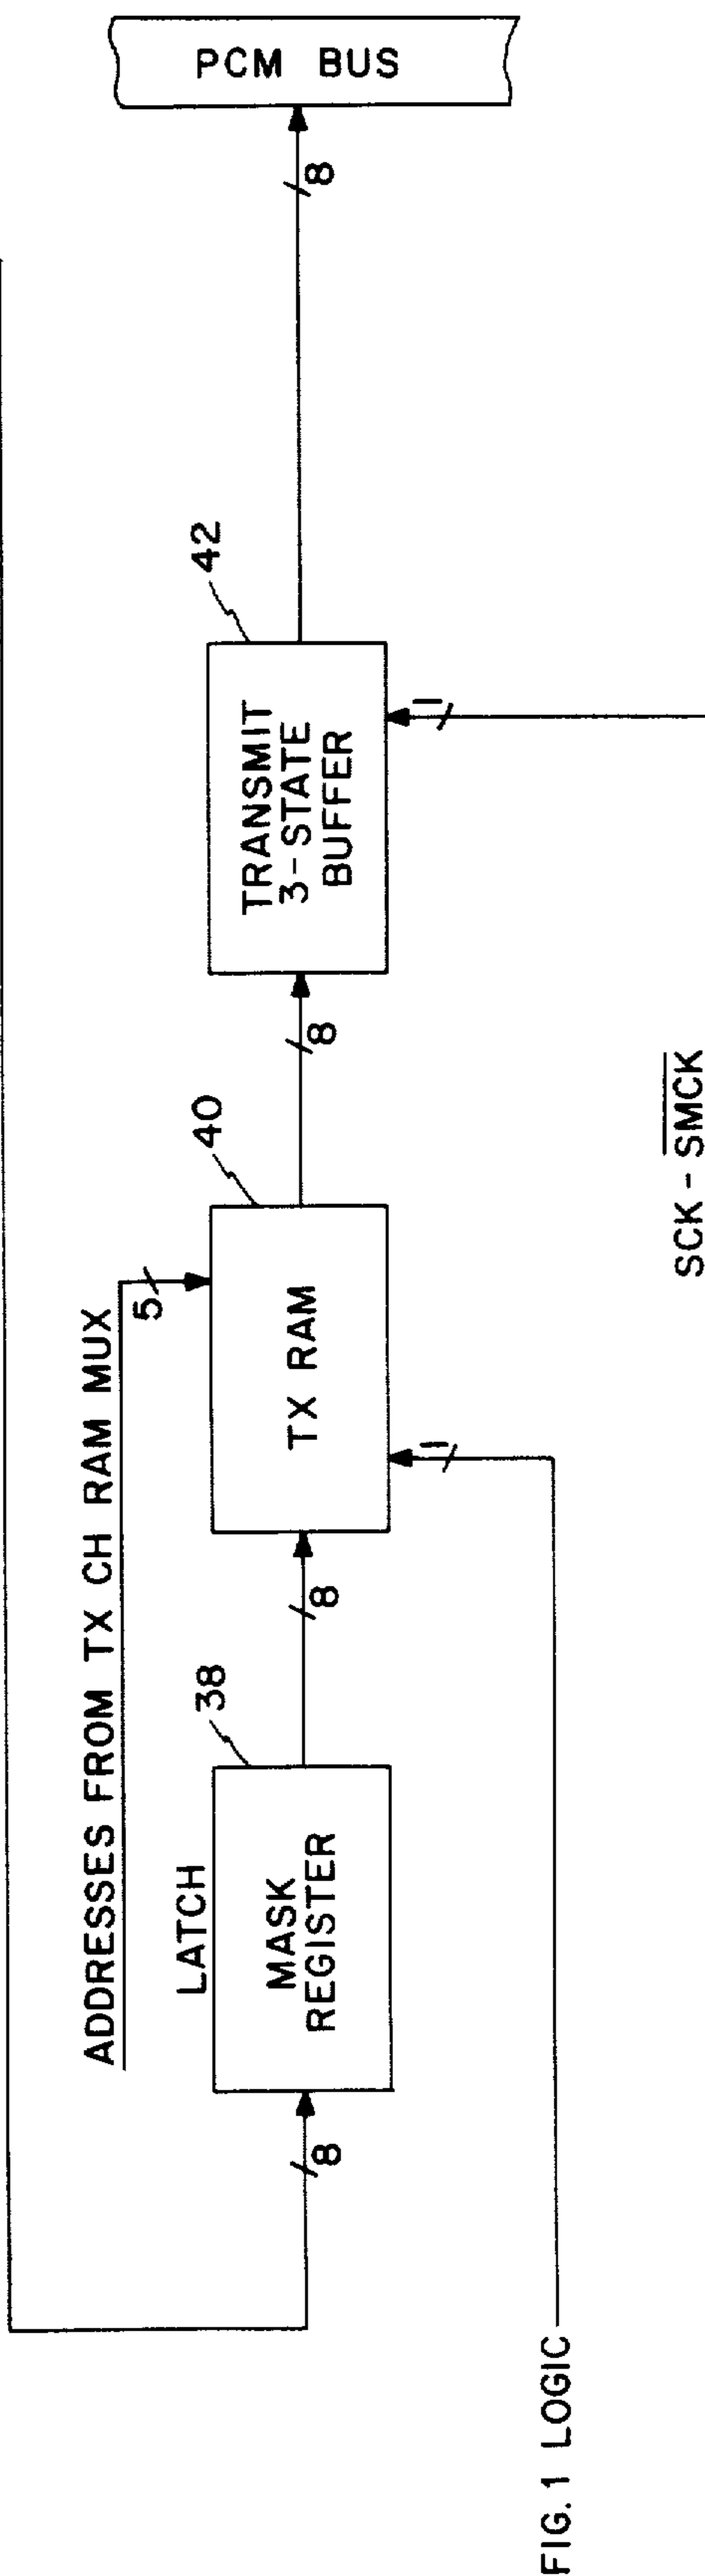 ADDRESSES FROM TX CH RAM MUX
5
LATCH
38
40
42
8
MASK
REGISTER
8
TX RAM
8
TRANSMIT
3-STATE
BUFFER
8
PCM BUS
1
1
FIG. 1 LOGIC
SCK - S̅M̅C̅K̅